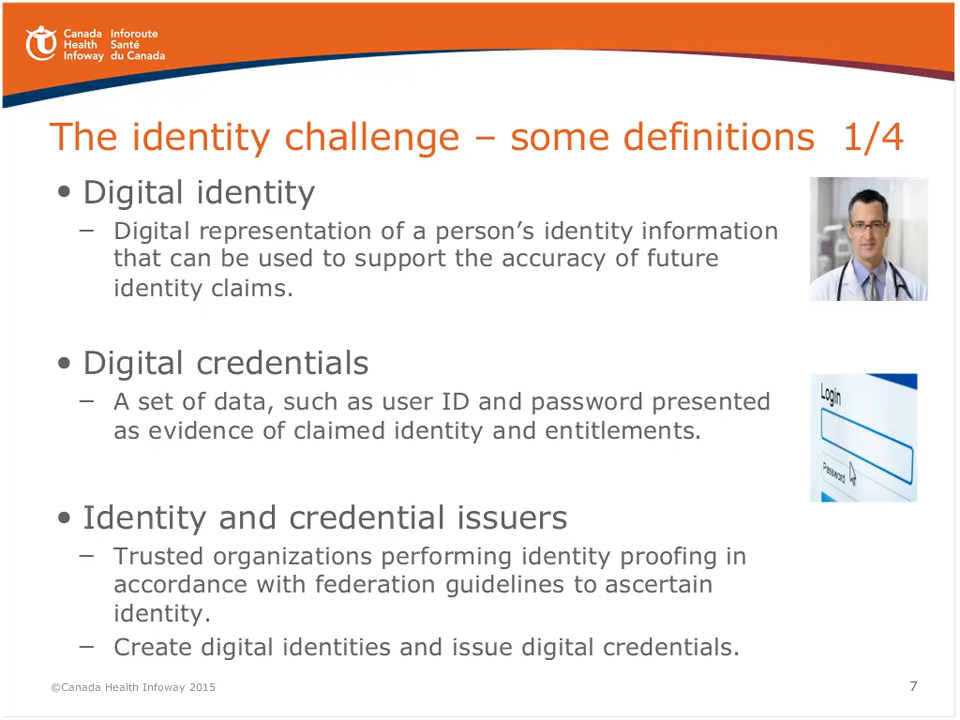 Canada Health Infoway
Inforoute Santé du Canada
The identity challenge – some definitions 1/4
• Digital identity
– Digital representation of a person’s identity information
that can be used to support the accuracy of future
identity claims.
• Digital credentials
– A set of data, such as user ID and password presented
as evidence of claimed identity and entitlements.
Login
Password
• Identity and credential issuers
– Trusted organizations performing identity proofing in
accordance with federation guidelines to ascertain
identity.
– Create digital identities and issue digital credentials.
©Canada Health Infoway 2015
7